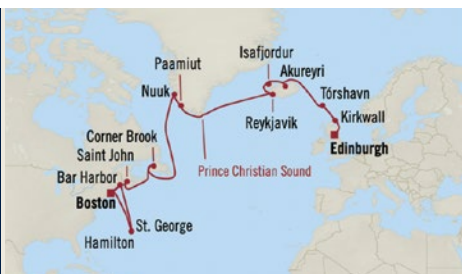 Isafjordur
Paamiut
Akureyri
Nuuk
Tórshavn
Reykjavik
Kirkwall
Corner Brook
Edinburgh
Saint John
Prince Christian Sound
Bar Harbor
Boston
St. George
Hamilton